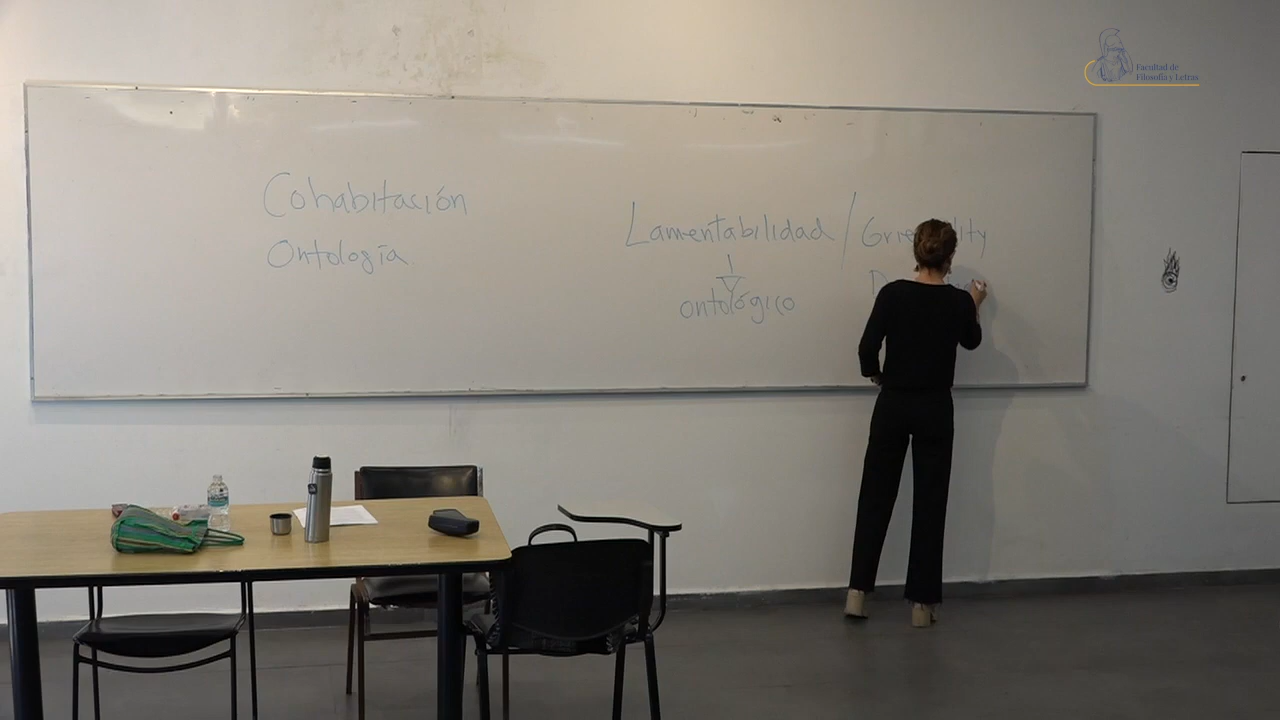 Facultad de
Filosofía y Letras
Cohabitación
Ontología
Lamentabilidad /
ontológico